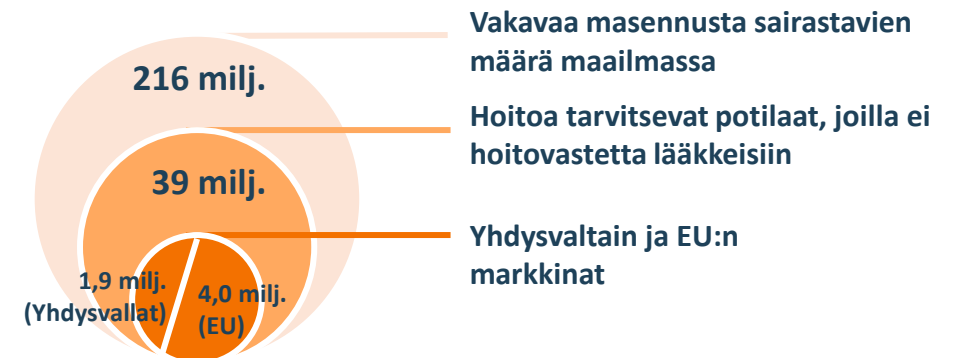 Vakavaa masennusta sairastavien
määrä maailmassa
216 milj.
Hoitoa tarvitsevat potilaat, joilla ei
hoitovastetta lääkkeisiin
39 milj.
Yhdysvaltain ja EU:n
markkinat
1,9 milj.
(Yhdysvallat)
4,0 milj.
(EU)